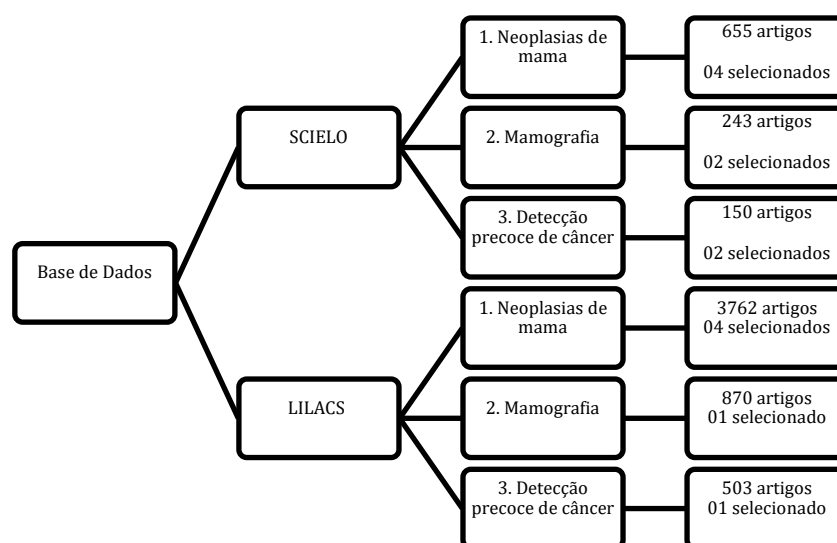 Base de Dados
SCIELO
1. Neoplasias de
mama
655 artigos
04 selecionados
2. Mamografia
243 artigos
02 selecionados
3. Detecção
precoce de câncer
150 artigos
02 selecionados
LILACS
1. Neoplasias de
mama
3762 artigos
04 selecionados
2. Mamografia
870 artigos
01 selecionado
3. Detecção
precoce de câncer
503 artigos
01 selecionado